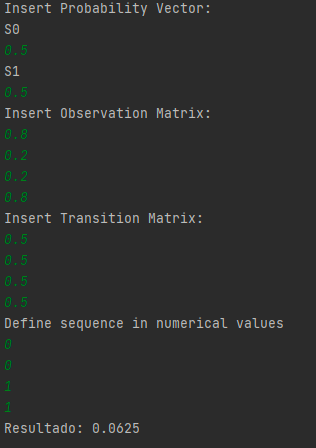 Insert Probability Vector:
S0
0.5
S1
0.5
Insert Observation Matrix:
0.8
0.2
0.2
0.8
Insert Transition Matrix:
0.5
0.5
0.5
0.5
Define sequence in numerical values
0
0
1
1
Resultado: 0.0625